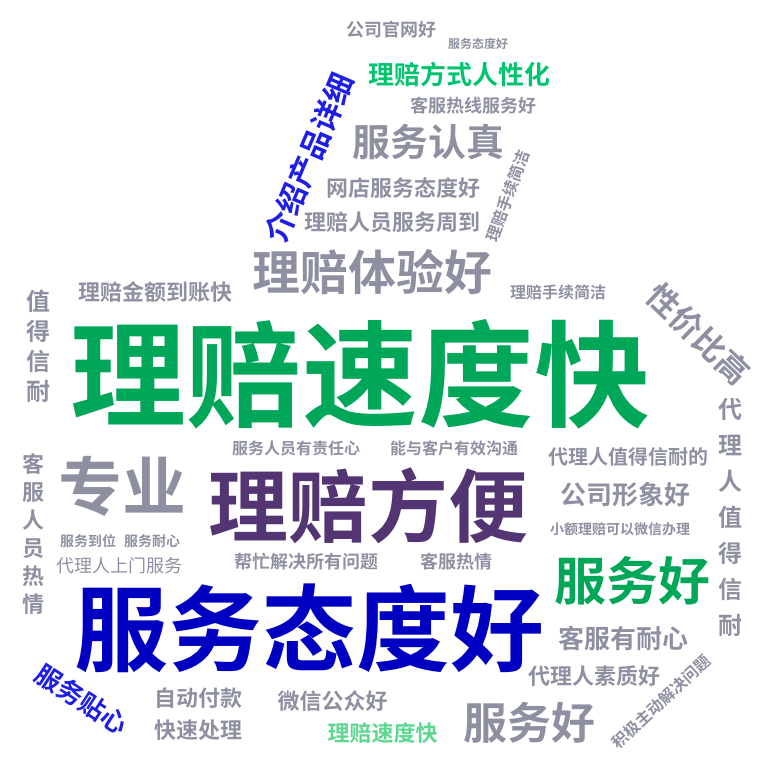 公司官网好
服务态度好
理赔方式人性化
介绍产品详细
客服热线服务好
服务认真
理赔手续简洁
网店服务态度好
理赔人员服务周到
理赔体验好
值得信耐
理赔金额到账快
理赔手续简洁
性价比高
理赔速度快
代理人值得信耐
服务人员有责任心
能与客户有效沟通
客服人员热情
专业
理赔方便
代理人值得信耐的
公司形象好
小额理赔可以微信办理
服务到位
服务耐心
代理人上门服务
帮忙解决所有问题
客服热情
服务好
服务态度好
客服有耐心
代理人素质好
积极主动解决问题
服务贴心
自动付款
微信公众好
快速处理
理赔速度快
服务好